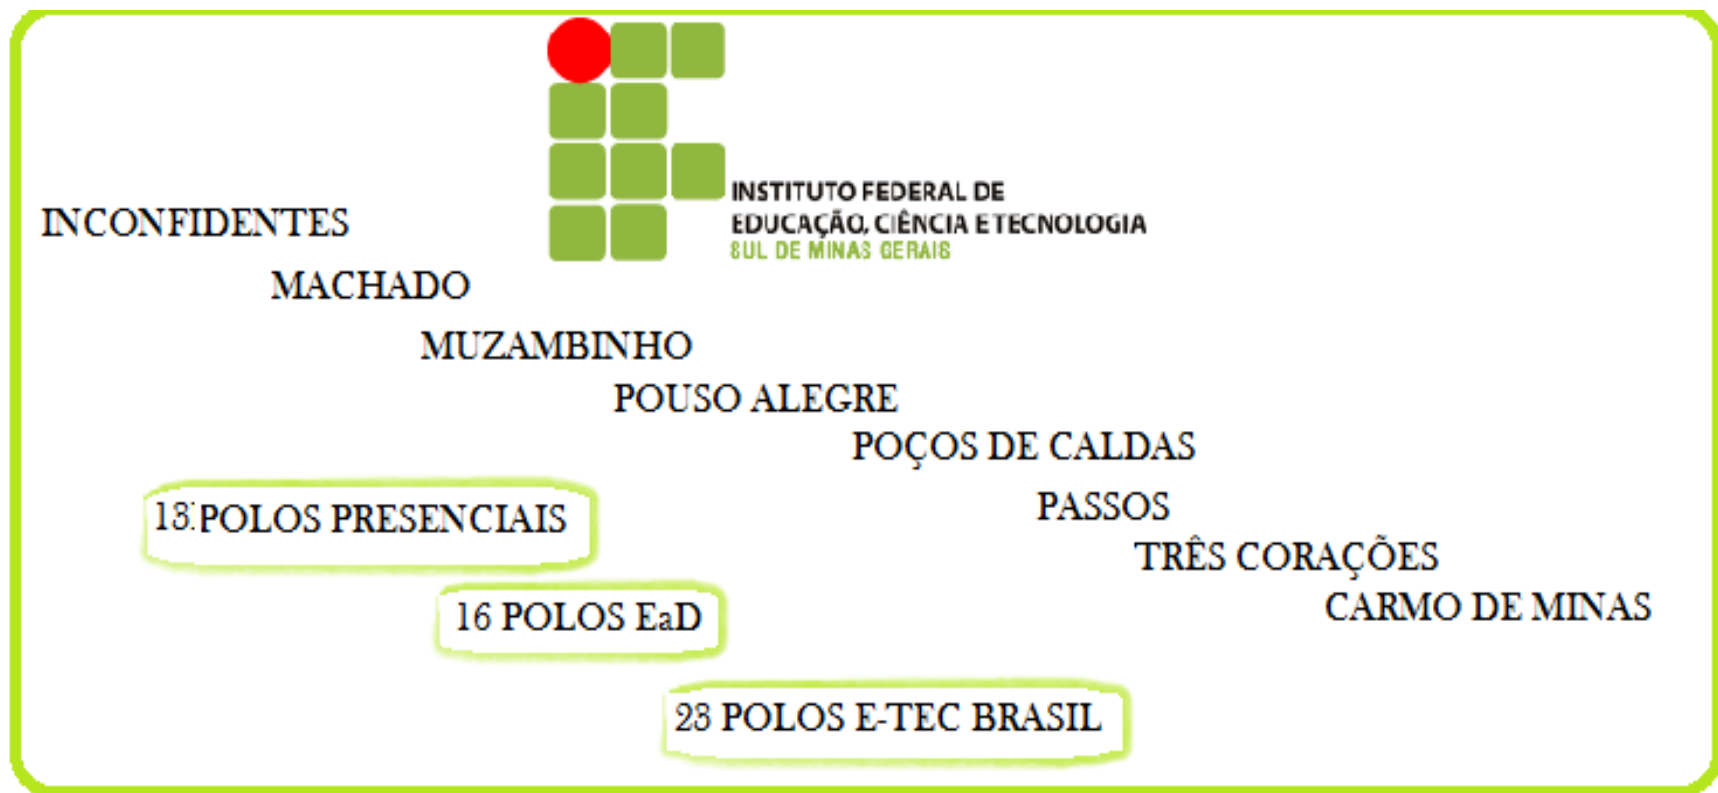 INSTITUTO FEDERAL DE
EDUCAÇÃO, CIÊNCIA E TECNOLOGIA
SUL DE MINAS GERAIS
INCONFIDENTES
MACHADO
MUZAMBINHO
POUSO ALEGRE
POÇOS DE CALDAS
PASSOS
TRÊS CORAÇÕES
CARMO DE MINAS
POLOS PRESENCIAIS
16 POLOS EaD
23 POLOS E-TEC BRASIL